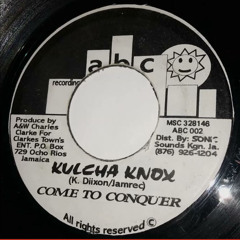 abc
recording
MSC 328146
ABC 002
Dist. By: SONIC
Sounds Kgn. Ja.
(876) 926-1204
Produce by
A&W Charles
Clarke For
Clarkes Town's
ENT. P.O. Box
729 Ocho Rios
Jamaica
KULCHA KNOX
(K. Diixon/Jamrec)
COME TO CONQUER
All rights reserved